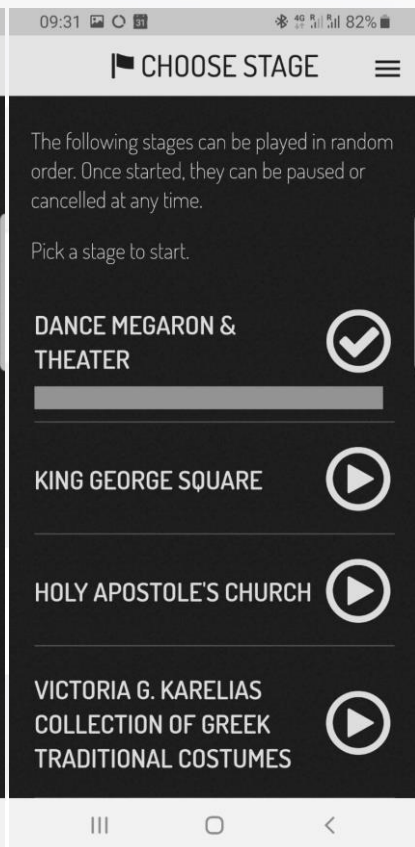 09:31 31 4G R R 82%
CHOOSE STAGE
The following stages can be played in random
order. Once started, they can be paused or
cancelled at any time.
Pick a stage to start.
DANCE MEGARON &
THEATER
KING GEORGE SQUARE
HOLY APOSTOLE'S CHURCH
VICTORIA G. KARELIAS
COLLECTION OF GREEK
TRADITIONAL COSTUMES